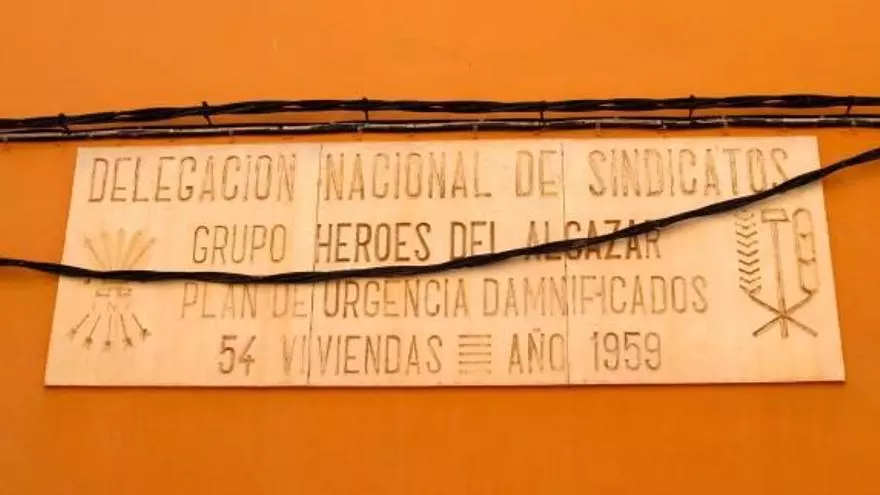 DELEGACION NACIONAL DE SINDICATOS
GRUPO HEROES DEL ALCAZAR
PLAN DE URGENCIA DAMNIFICADOS
54 VIVIENDAS AÑO 1959